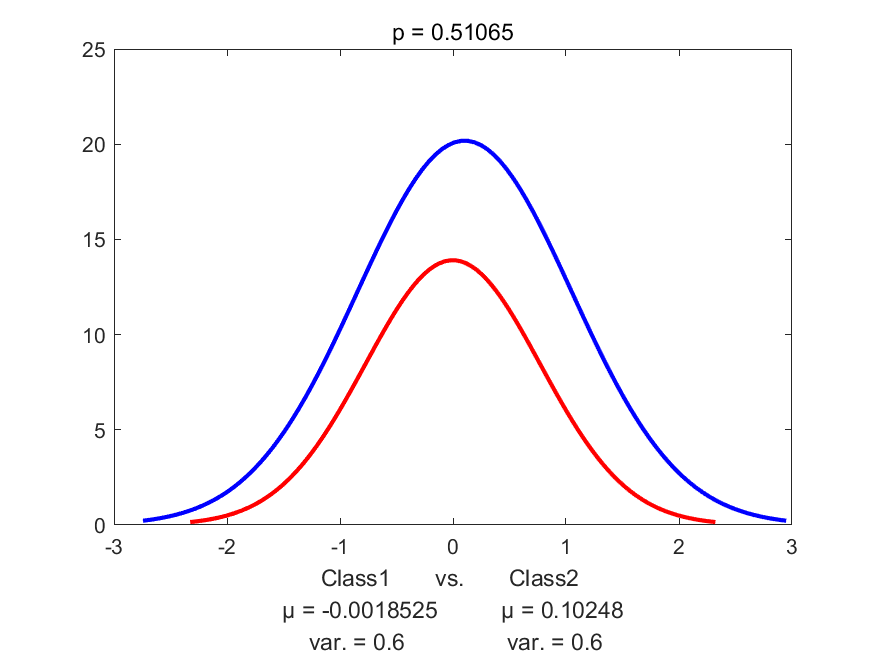 p = 0.51065
25
20
15
10
5
0
-3 -2 -1 0 1 2 3
Class1 vs. Class2
μ = -0.0018525 μ = 0.10248
var. = 0.6 var. = 0.6